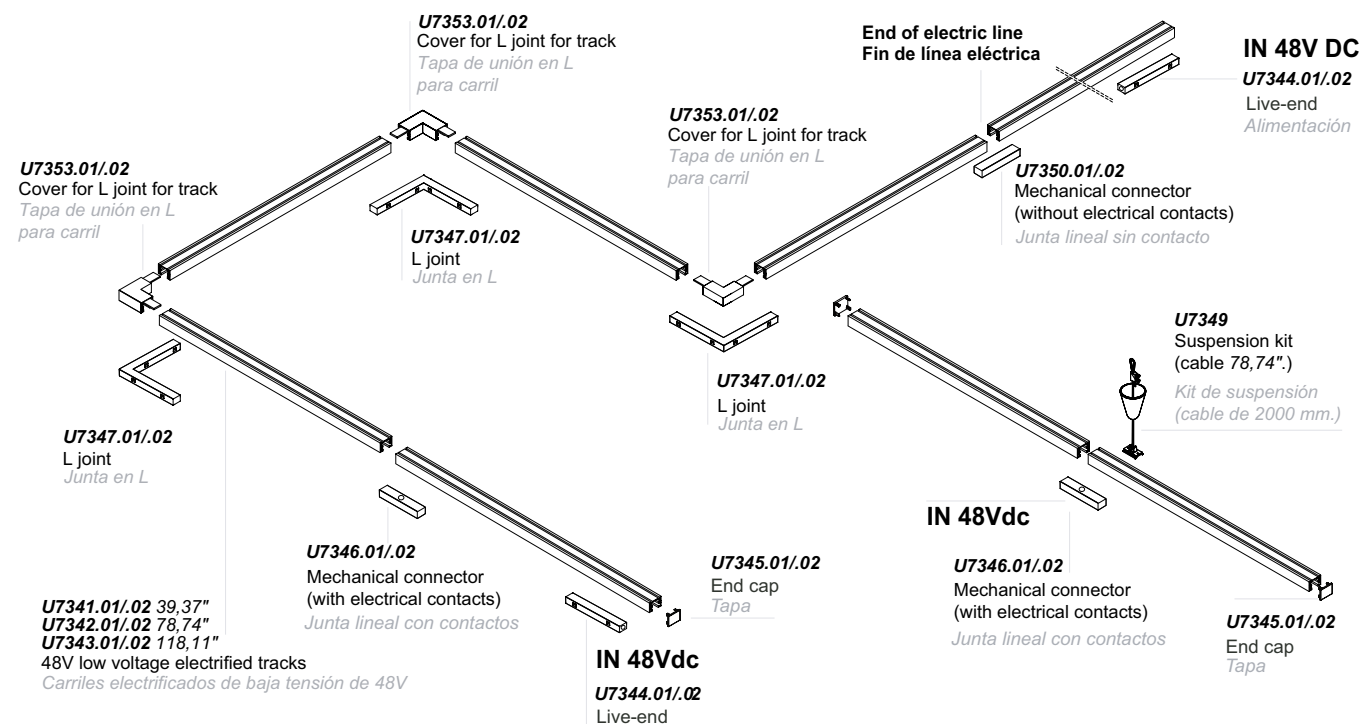 U7353.01/.02
Cover for L joint for track
Tapa de unión en L
para carril
End of electric line
Fin de línea eléctrica
IN 48V DC
U7344.01/.02
Live-end
Alimentación
U7353.01/.02
Cover for L joint for track
Tapa de unión en L
para carril
U7353.01/.02
Cover for L joint for track
Tapa de unión en L
para carril
U7350.01/.02
Mechanical connector
(without electrical contacts)
Junta lineal sin contacto
U7347.01/.02
L joint
Junta en L
U7349
Suspension kit
(cable 78,74".)
Kit de suspensión
(cable de 2000 mm.)
U7347.01/.02
L joint
Junta en L
U7347.01/.02
L joint
Junta en L
IN 48Vdc
U7346.01/.02
Mechanical connector
(with electrical contacts)
Junta lineal con contactos
U7345.01/.02
End cap
Tapa
U7346.01/.02
Mechanical connector
(with electrical contacts)
Junta lineal con contactos
U7345.01/.02
End cap
Tapa
U7341.01/.02 39,37"
U7342.01/.02 78,74"
U7343.01/.02 118,11"
48V low voltage electrified tracks
Carriles electrificados de baja tensión de 48V
IN 48Vdc
U7344.01/.02
Live-end